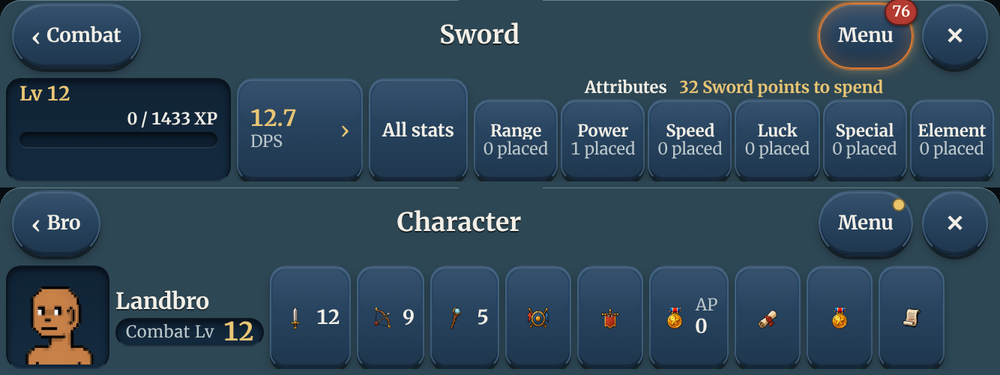 ‹ Combat
Sword
Menu
76
×
Lv 12
0 / 1433 XP
12.7
DPS
›
All stats
Attributes 32 Sword points to spend
Range
0 placed
Power
1 placed
Speed
0 placed
Luck
0 placed
Special
0 placed
Element
0 placed
‹ Bro
Character
Menu
×
Landbro
Combat Lv 12
12
9
5
AP
0